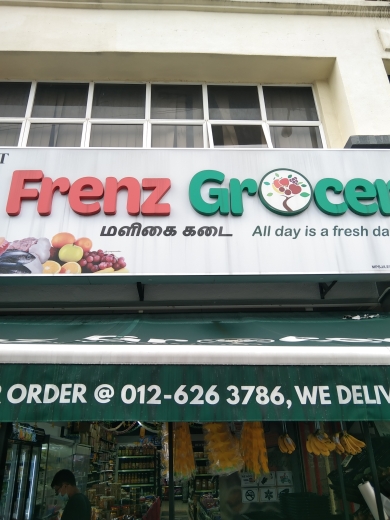 T
Frenz Grocer
மளிகை கடை
All day is a fresh da
R ORDER @ 012-626 3786, WE DELIV